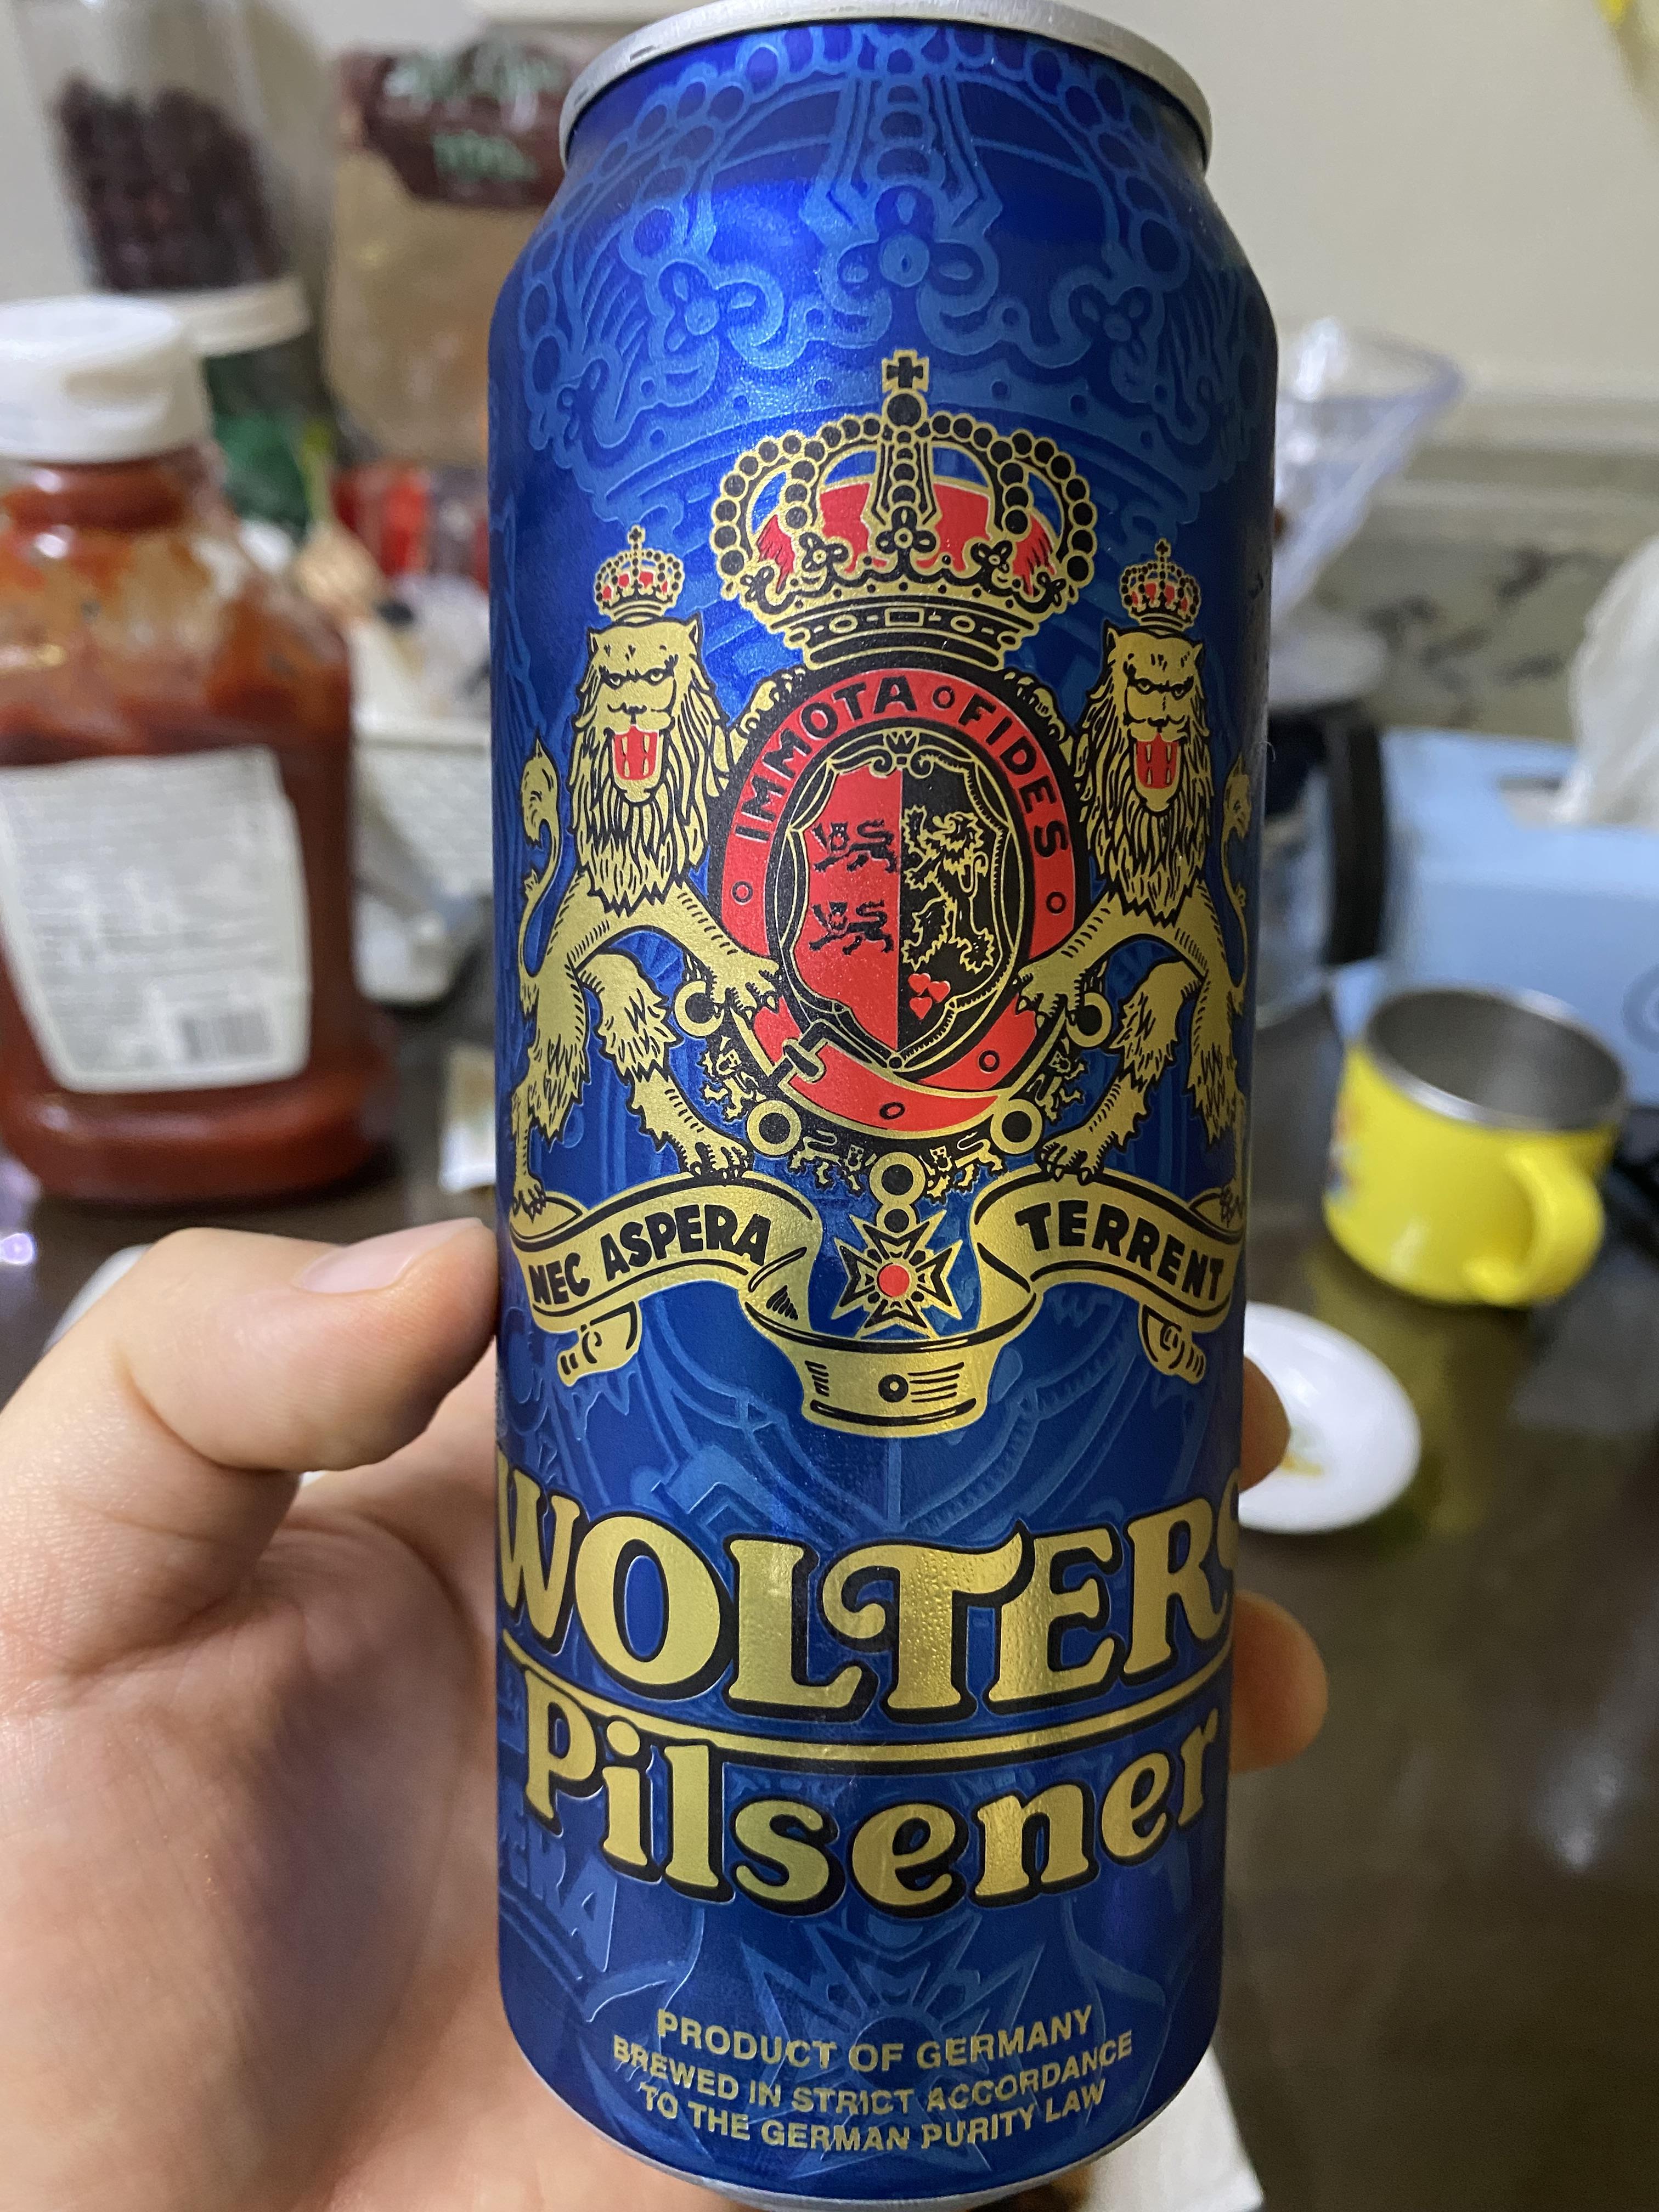 IMMOTA FIDES
NEC ASPERA TERRENT
WOLTERS
Pilsener
PRODUCT OF GERMANY
BREWED IN STRICT ACCORDANCE
TO THE GERMAN PURITY LAW